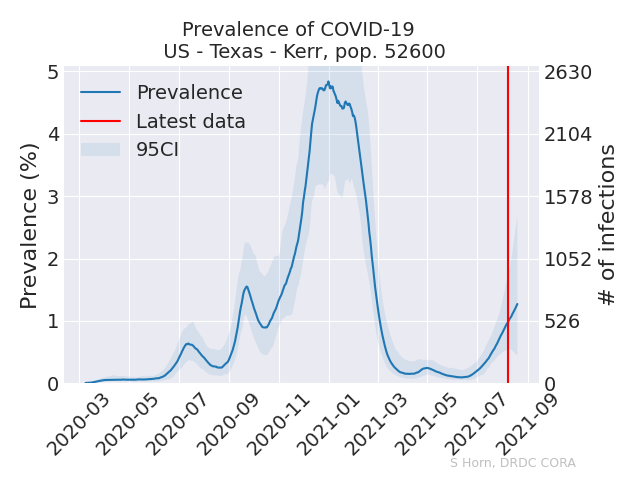 Prevalence of COVID-19
US - Texas - Kerr, pop. 52600
Prevalence
Latest data
95CI
Prevalence (%)
5
4
3
2
1
0
2630
2104
1578
1052
526
0
# of infections
2020-03
2020-05
2020-07
2020-09
2020-11
2021-01
2021-03
2021-05
2021-07
2021-09
S Horn, DRDC CORA